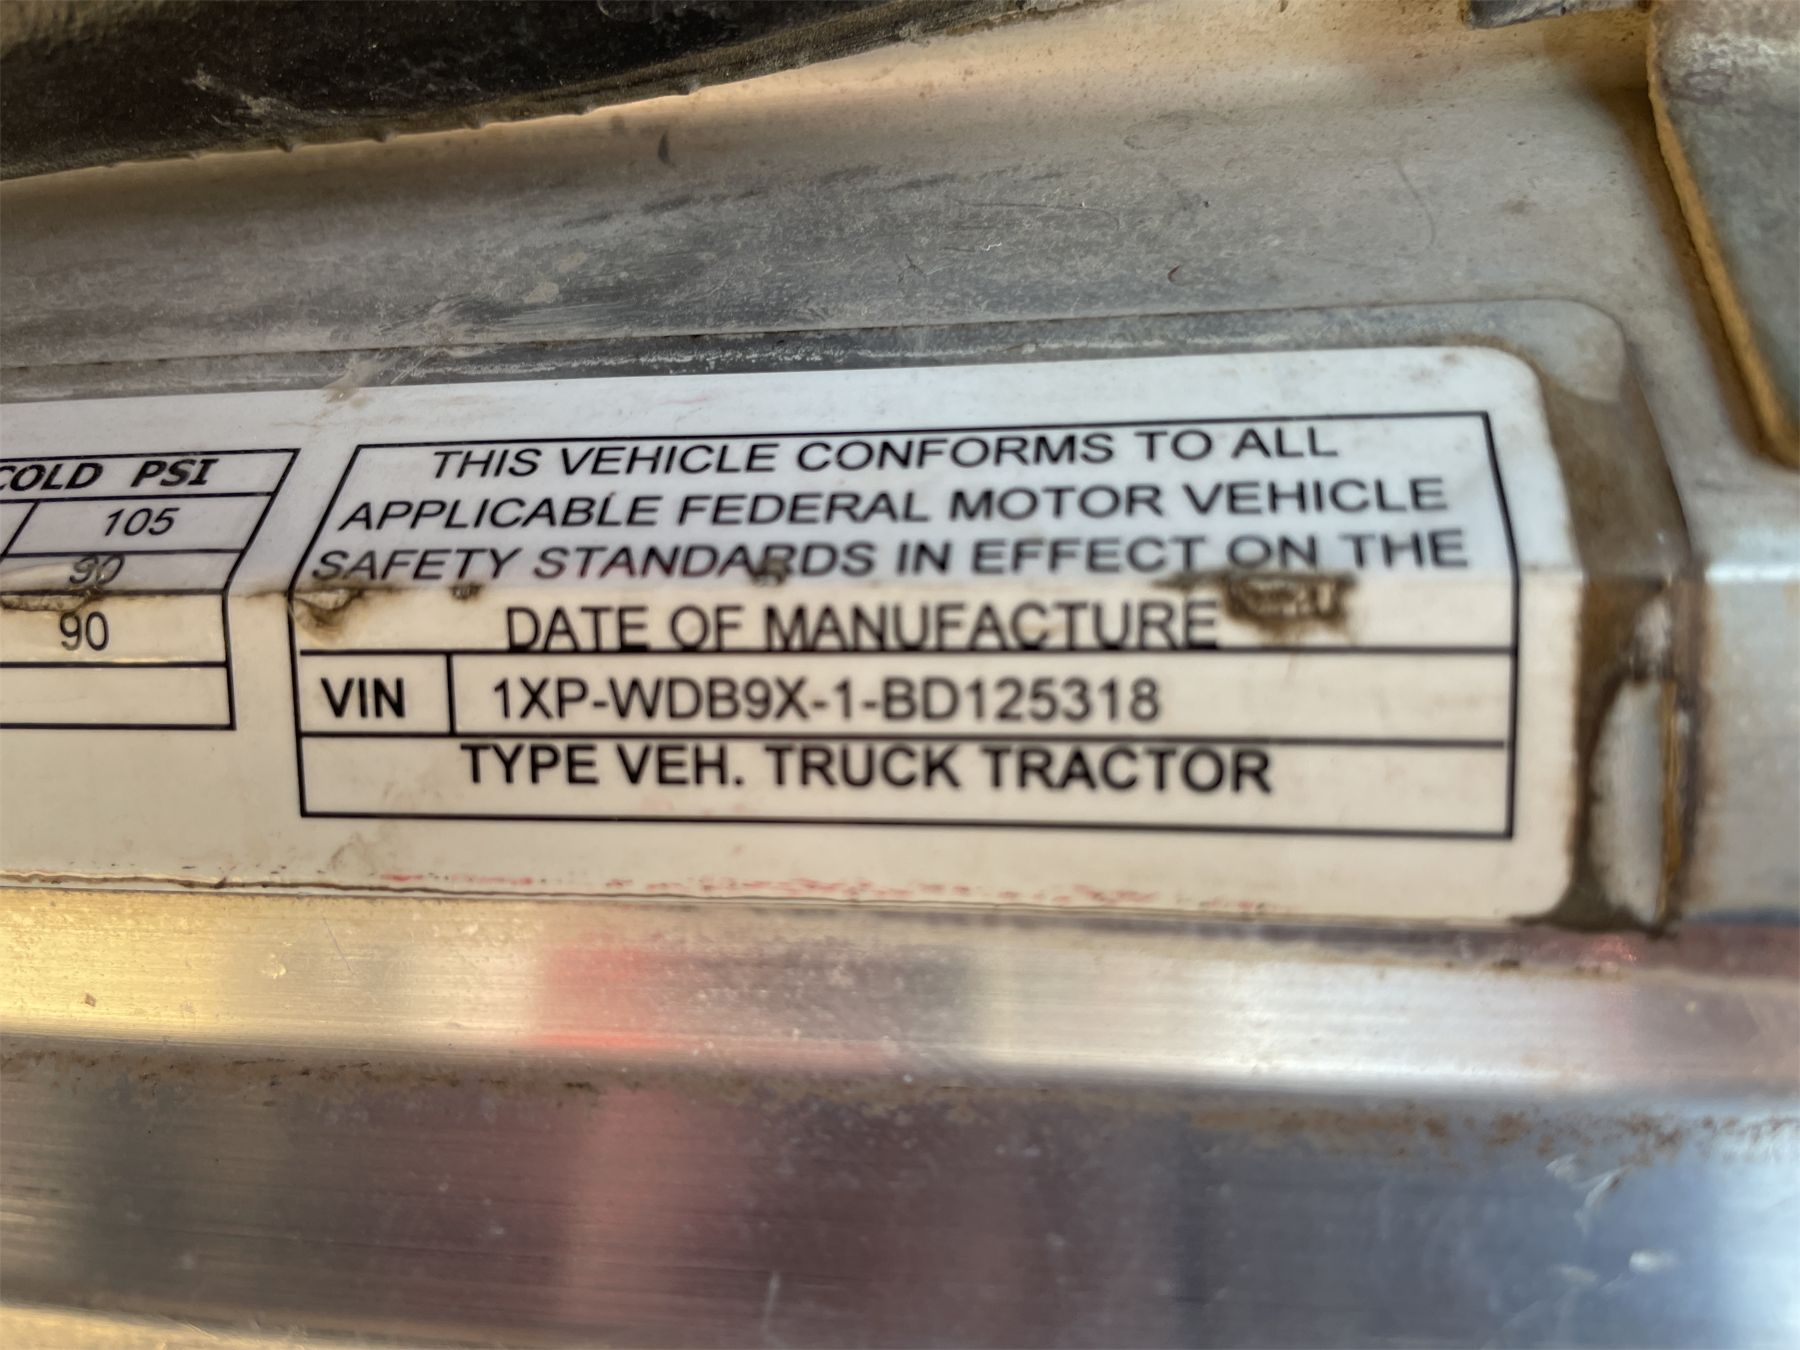 COLD PSI
105
90
90
THIS VEHICLE CONFORMS TO ALL
APPLICABLE FEDERAL MOTOR VEHICLE
SAFETY STANDARDS IN EFFECT ON THE
DATE OF MANUFACTURE
VIN 1XP-WDB9X-1-BD125318
TYPE VEH. TRUCK TRACTOR